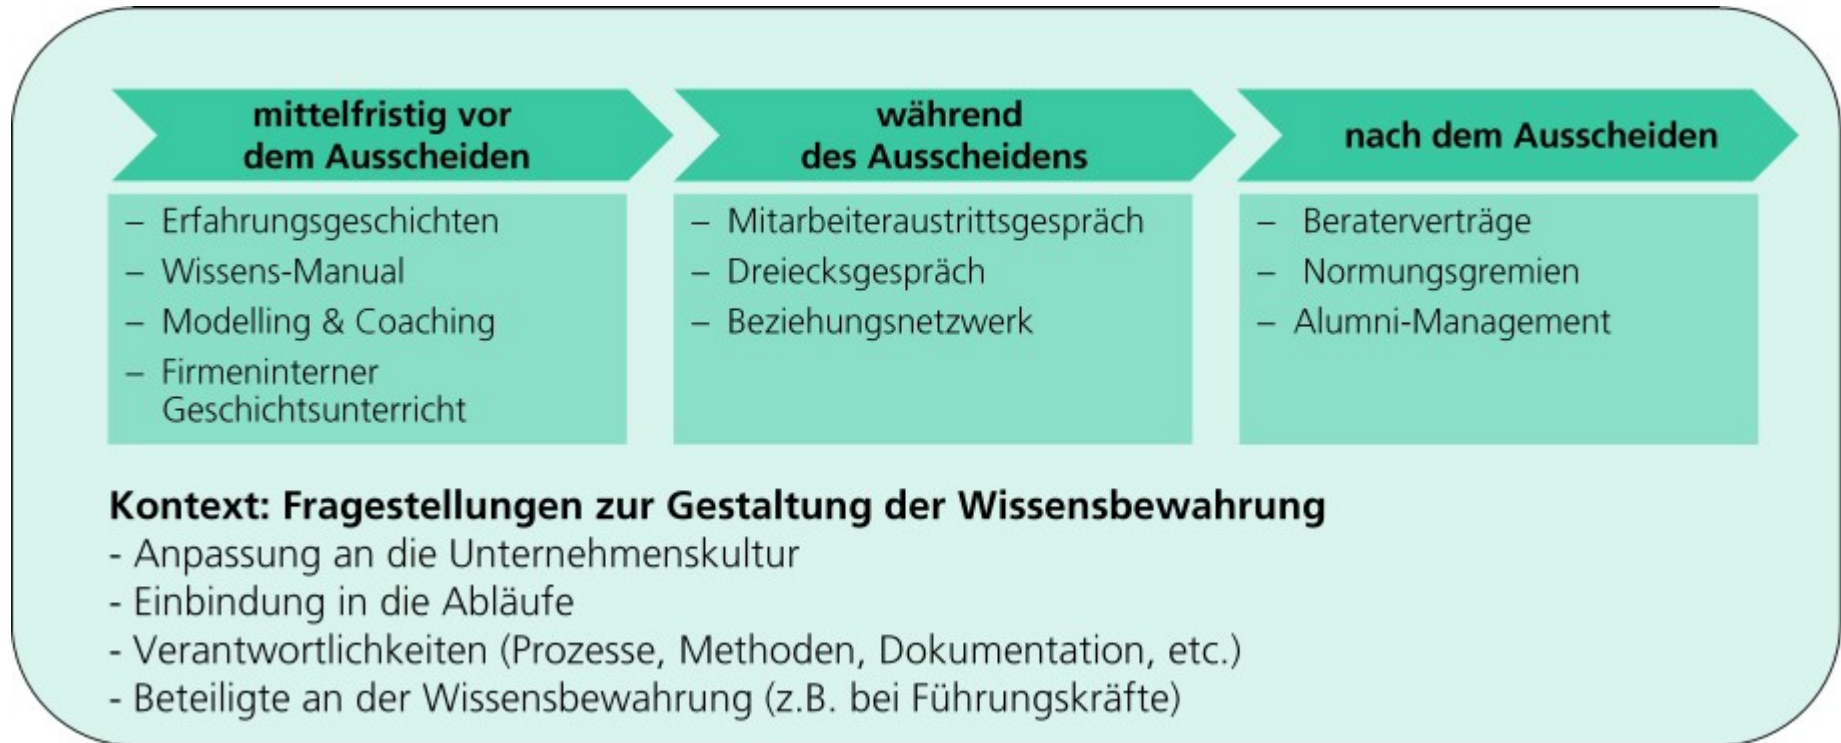 mittelfristig vor
dem Ausscheiden
– Erfahrungsgeschichten
– Wissens-Manual
– Modelling & Coaching
– Firmeninterner
Geschichtsunterricht
während
des Ausscheidens
– Mitarbeiteraustrittsgespräch
– Dreiecksgespräch
– Beziehungsnetzwerk
nach dem Ausscheiden
– Beraterverträge
– Normungsgremien
– Alumni-Management
Kontext: Fragestellungen zur Gestaltung der Wissensbewahrung
- Anpassung an die Unternehmenskultur
- Einbindung in die Abläufe
- Verantwortlichkeiten (Prozesse, Methoden, Dokumentation, etc.)
- Beteiligte an der Wissensbewahrung (z.B. bei Führungskräfte)